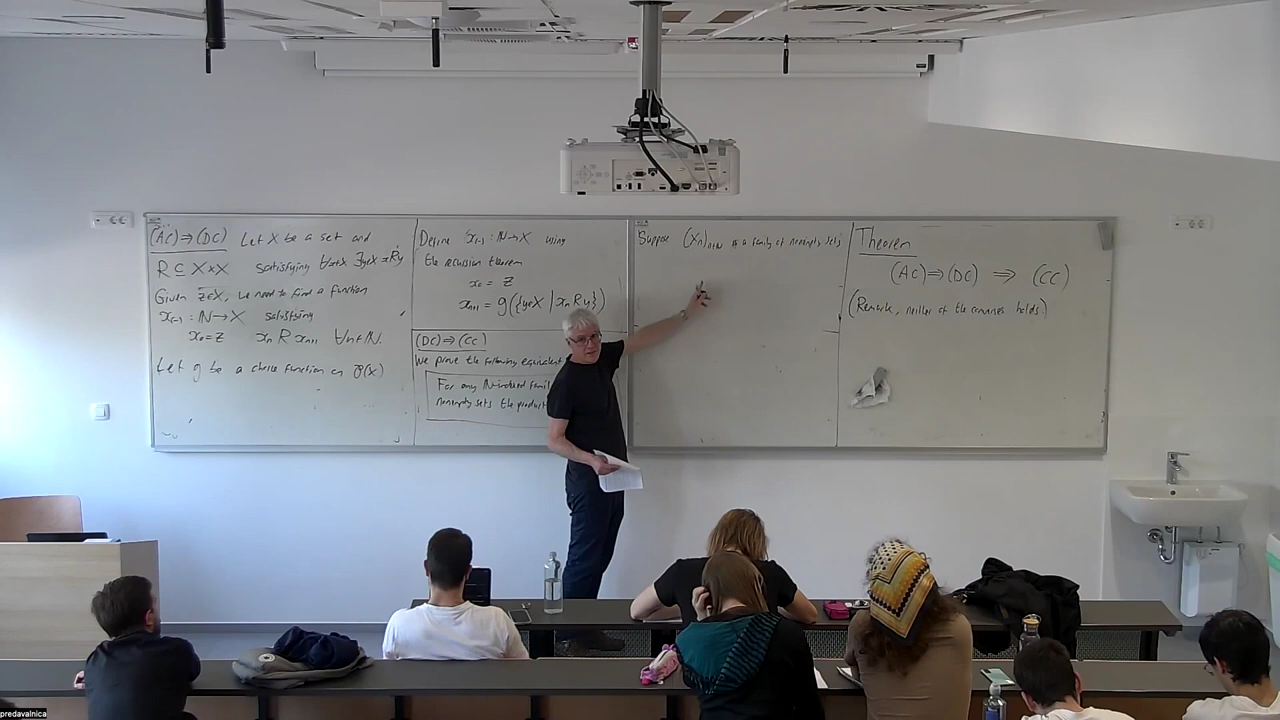 (AC) ⇒ (DC) Let X be a set and
R ⊆ X×X satisfying ∀x∈X ∃y∈X xRy
Given z∈X, we need to find a function
x₍₋₎ : ℕ→X satisfying
x₀=z xₙ R xₙ₊₁ ∀n∈ℕ.
Let g be a choice function on 𝒫(X)
Define x₍₋₎ : ℕ→X using
the recursion theorem
x₀ = z
xₙ₊₁ = g({y∈X | xₙRy})
(DC) ⇒ (CC)
We prove the following equivalent
For any ℕ-indexed famil
nonempty sets the product
Suppose (Xₙ)ₙ∈ℕ is a family of nonempty sets
Theorem
(AC) ⇒ (DC) ⇒ (CC)
(Remark, neither of the converses holds.)
predavalnica